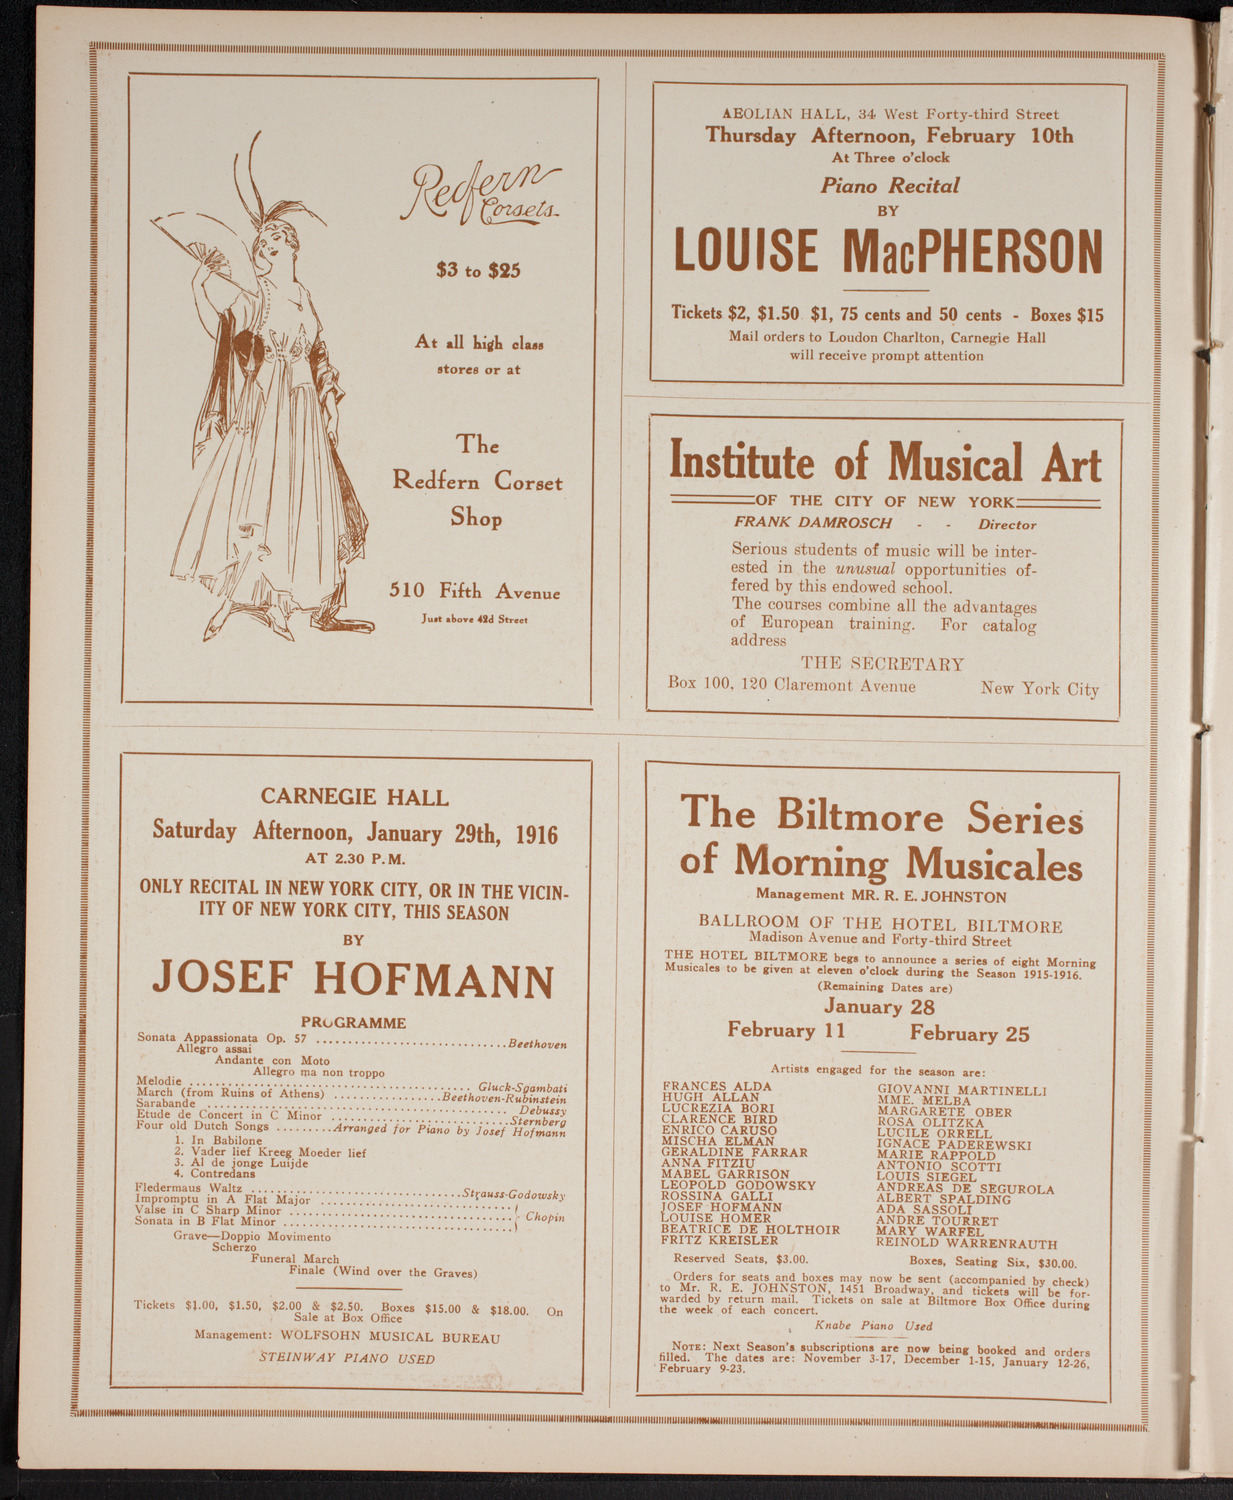 Redfern
Corsets.
$3 to $25
At all high class
stores or at
The
Redfern Corset
Shop
510 Fifth Avenue
Just above 42d Street
AEOLIAN HALL, 34 West Forty-third Street
Thursday Afternoon, February 10th
At Three o'clock
Piano Recital
BY
LOUISE MacPHERSON
Tickets $2, $1.50 $1, 75 cents and 50 cents - Boxes $15
Mail orders to Loudon Charlton, Carnegie Hall
will receive prompt attention
Institute of Musical Art
OF THE CITY OF NEW YORK
FRANK DAMROSCH - - Director
Serious students of music will be inter-
ested in the unusual opportunities of-
fered by this endowed school.
The courses combine all the advantages
of European training. For catalog
address
THE SECRETARY
Box 100, 120 Claremont Avenue New York City
CARNEGIE HALL
Saturday Afternoon, January 29th, 1916
AT 2.30 P.M.
ONLY RECITAL IN NEW YORK CITY, OR IN THE VICIN-
ITY OF NEW YORK CITY, THIS SEASON
BY
JOSEF HOFMANN
PROGRAMME
Sonata Appassionata Op. 57 ............................Beethoven
Allegro assai
Andante con Moto
Allegro ma non troppo
Melodie .......................................... Gluck-Sgambati
March (from Ruins of Athens) ................Beethoven-Rubinstein
Sarabande ................................................. Debussy
Etude de Concert in C Minor ...........................Sternberg
Four old Dutch Songs .........Arranged for Piano by Josef Hofmann
1. In Babilone
2. Vader lief Kreeg Moeder lief
3. Al de jonge Luijde
4. Contredans
Fledermaus Waltz ................................Strauss-Godowsky
Impromptu in A Flat Major ..............................
Valse in C Sharp Minor .................................. Chopin
Sonata in B Flat Minor ...................................
Grave—Doppio Movimento
Scherzo
Funeral March
Finale (Wind over the Graves)
Tickets $1.00, $1.50, $2.00 & $2.50. Boxes $15.00 & $18.00. On
Sale at Box Office
Management: WOLFSOHN MUSICAL BUREAU
STEINWAY PIANO USED
The Biltmore Series
of Morning Musicales
Management MR. R. E. JOHNSTON
BALLROOM OF THE HOTEL BILTMORE
Madison Avenue and Forty-third Street
THE HOTEL BILTMORE begs to announce a series of eight Morning
Musicales to be given at eleven o'clock during the Season 1915-1916.
(Remaining Dates are)
January 28
February 11 February 25
Artists engaged for the season are:
FRANCES ALDA
HUGH ALLAN
LUCREZIA BORI
CLARENCE BIRD
ENRICO CARUSO
MISCHA ELMAN
GERALDINE FARRAR
ANNA FITZIU
MABEL GARRISON
LEOPOLD GODOWSKY
ROSSINA GALLI
JOSEF HOFMANN
LOUISE HOMER
BEATRICE DE HOLTHOIR
FRITZ KREISLER
GIOVANNI MARTINELLI
MME. MELBA
MARGARETE OBER
ROSA OLITZKA
LUCILE ORRELL
IGNACE PADEREWSKI
MARIE RAPPOLD
ANTONIO SCOTTI
LOUIS SIEGEL
ANDREAS DE SEGUROLA
ALBERT SPALDING
ADA SASSOLI
ANDRE TOURRET
MARY WARFEL
REINOLD WARRENRAUTH
Reserved Seats, $3.00. Boxes, Seating Six, $30.00.
Orders for seats and boxes may now be sent (accompanied by check)
to Mr. R. E. JOHNSTON, 1451 Broadway, and tickets will be for-
warded by return mail. Tickets on sale at Biltmore Box Office during
the week of each concert.
Knabe Piano Used
NOTE: Next Season's subscriptions are now being booked and orders
filled. The dates are: November 3-17, December 1-15, January 12-26,
February 9-23.